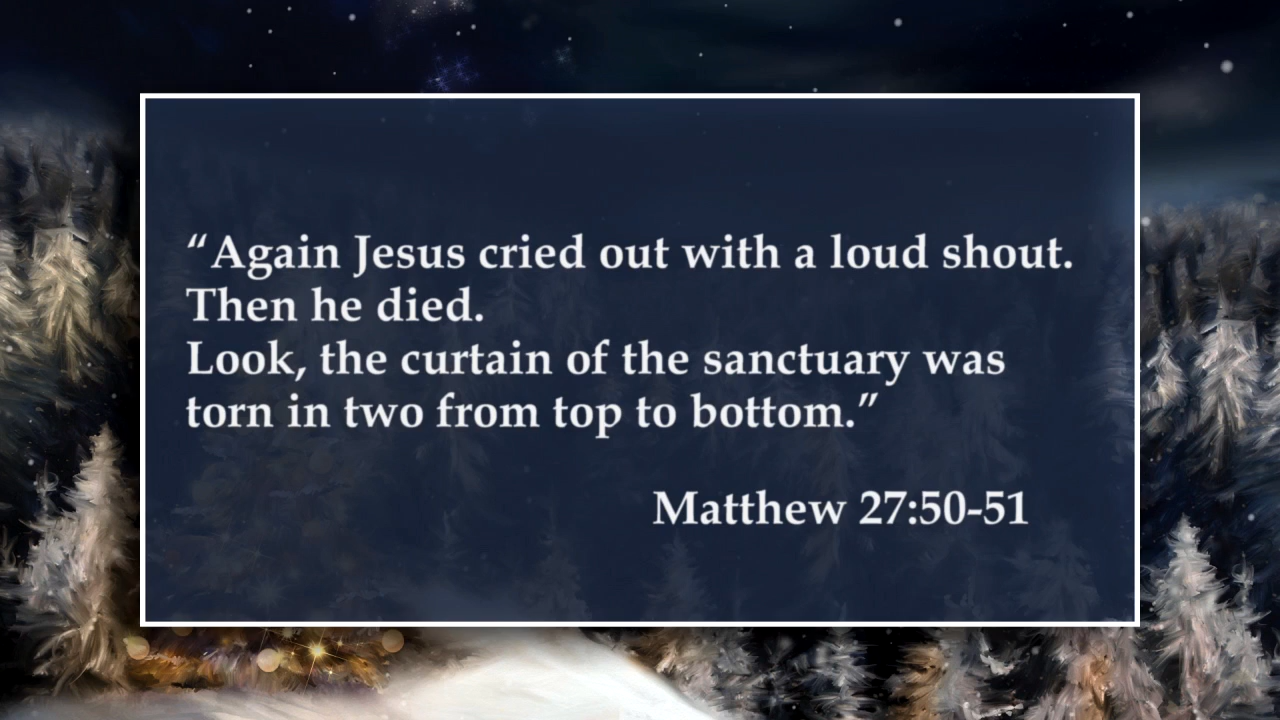 “Again Jesus cried out with a loud shout.
Then he died.
Look, the curtain of the sanctuary was
torn in two from top to bottom.”
Matthew 27:50-51